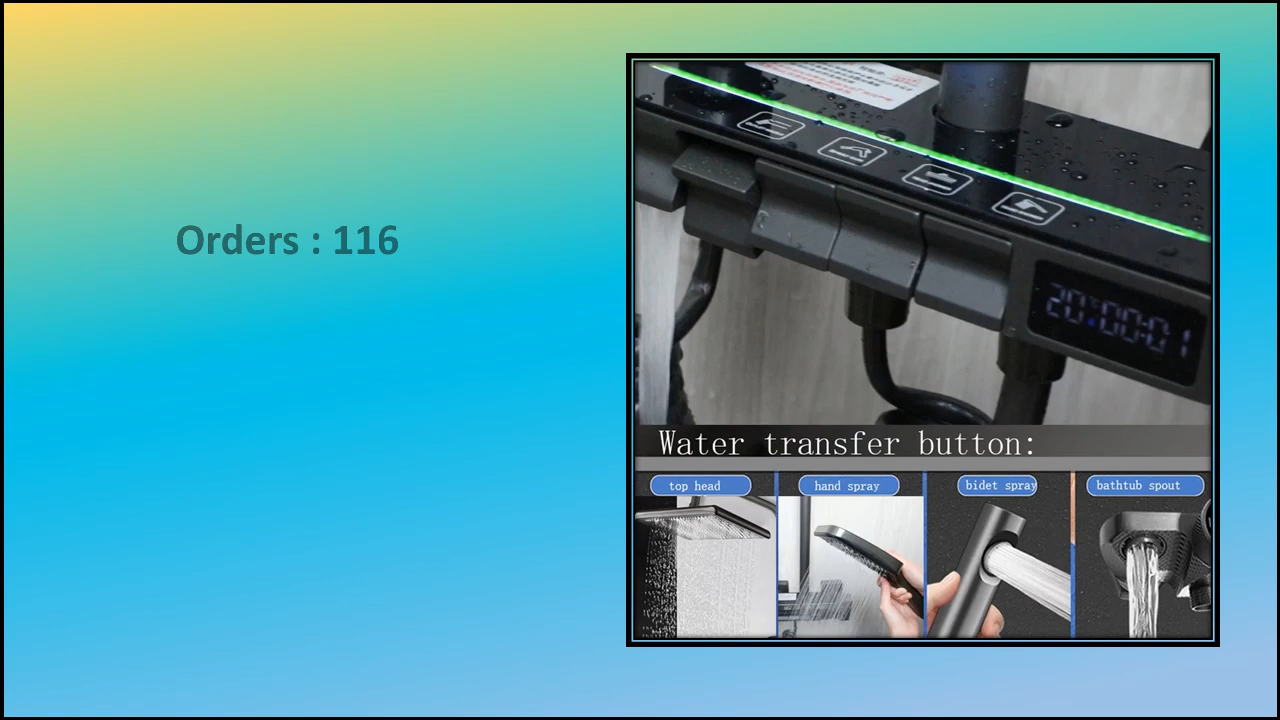 Orders : 116
20:00:01
Water transfer button:
top head
hand spray
bidet spray
bathtub spout